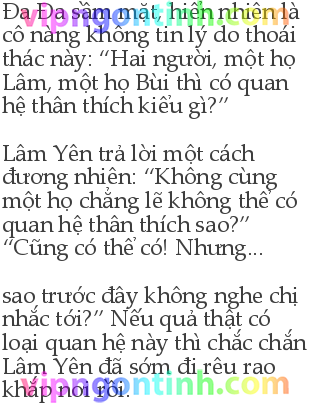 Đa Đa sầm mặt, hiển nhiên là
cô nàng không tin lý do thoái
thác này: “Hai người, một họ
Lâm, một họ Bùi thì có quan
hệ thân thích kiểu gì?”
Lâm Yên trả lời một cách
đương nhiên: “Không cùng
một họ chẳng lẽ không thể có
quan hệ thân thích sao?”
“Cũng có thể có! Nhưng...
sao trước đây không nghe chị
nhắc tới?” Nếu quả thật có
loại quan hệ này thì chắc chắn
Lâm Yên đã sớm đi rêu rao
khắp nơi rồi.
vipngontinh.com
vipngontinh.com